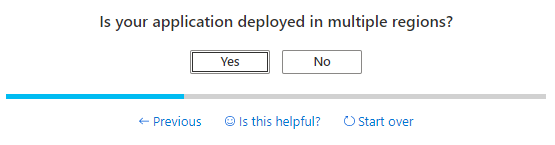 Is your application deployed in multiple regions?
Yes No
Previous Is this helpful? Start over